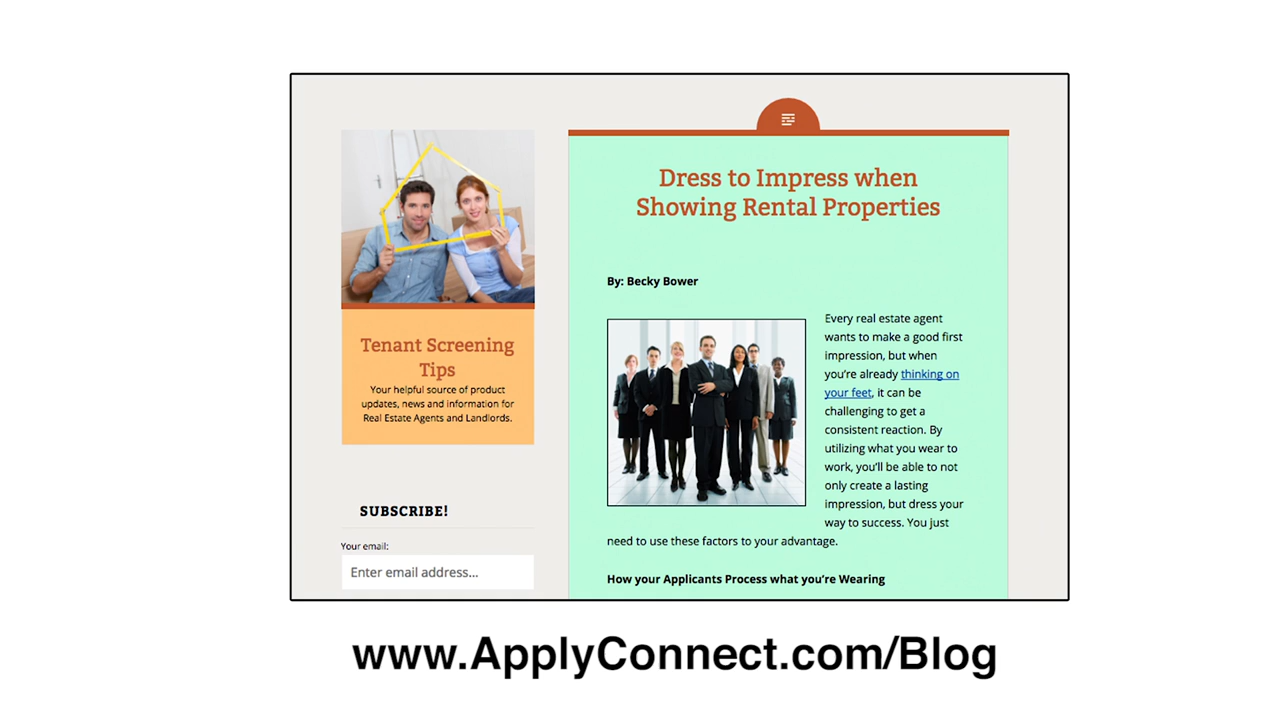 Tenant Screening
Tips
Your helpful source of product
updates, news and information for
Real Estate Agents and Landlords.
SUBSCRIBE!
Your email:
Enter email address...
Dress to Impress when
Showing Rental Properties
By: Becky Bower
Every real estate agent
wants to make a good first
impression, but when
you're already thinking on
your feet, it can be
challenging to get a
consistent reaction. By
utilizing what you wear to
work, you'll be able to not
only create a lasting
impression, but dress your
way to success. You just
need to use these factors to your advantage.
How your Applicants Process what you're Wearing
www.ApplyConnect.com/Blog